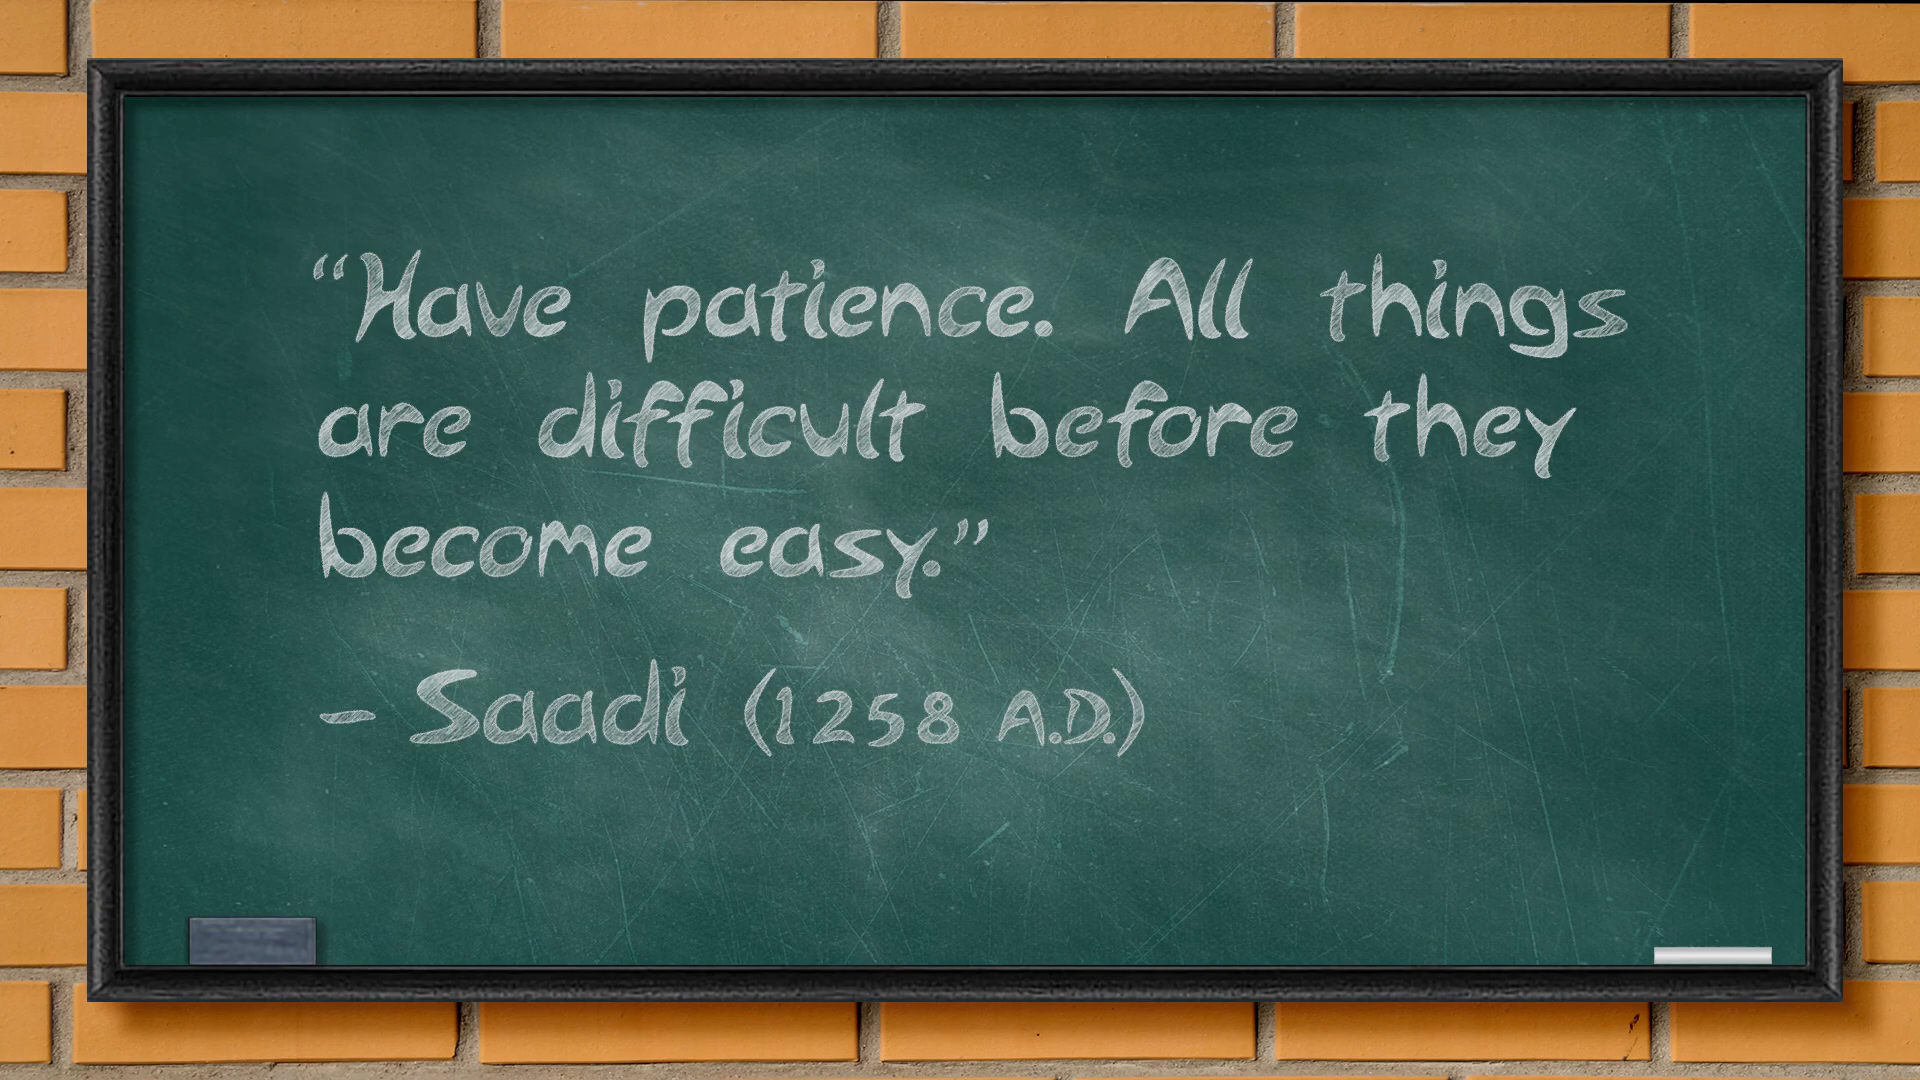 “Have patience. All things
are difficult before they
become easy.”
– Saadi (1258 A.D.)